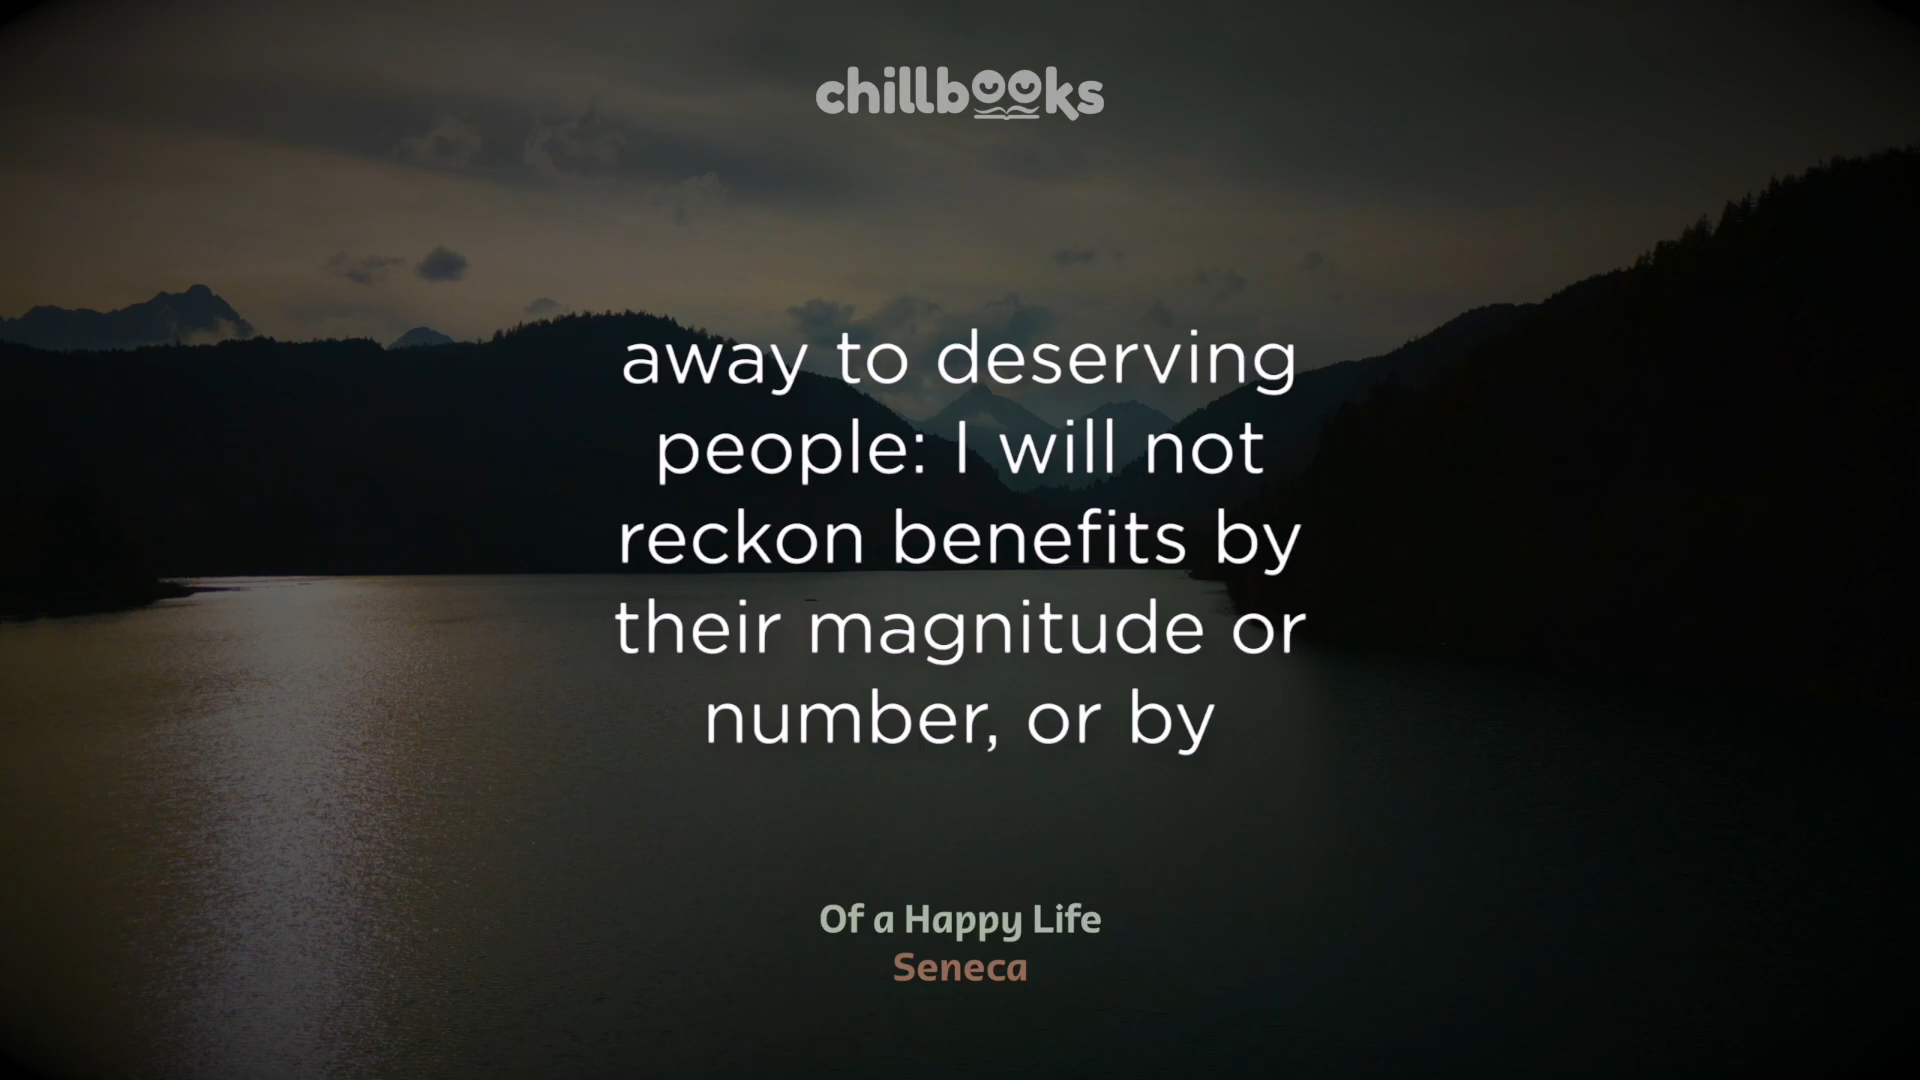 chillbooks
away to deserving
people: I will not
reckon benefits by
their magnitude or
number, or by
Of a Happy Life
Seneca